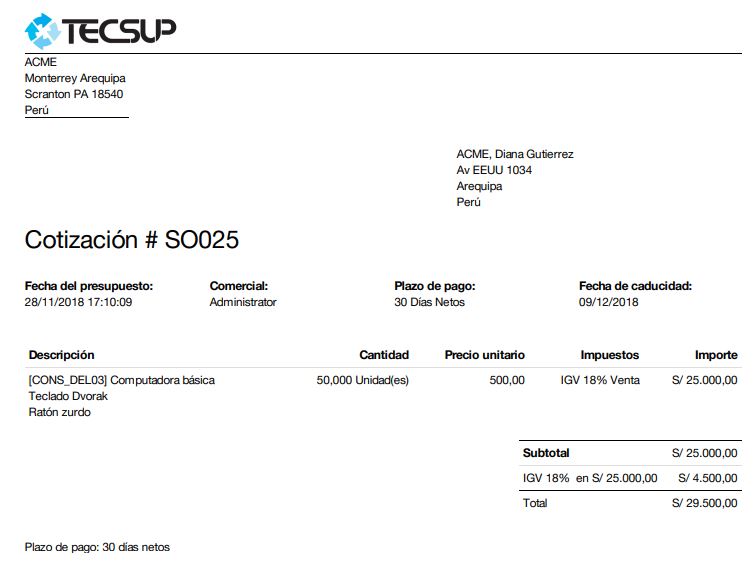 TECSUP
ACME
Monterrey Arequipa
Scranton PA 18540
Perú
ACME, Diana Gutierrez
Av EEUU 1034
Arequipa
Perú
Cotización # SO025
Fecha del presupuesto: Comercial: Plazo de pago: Fecha de caducidad:
28/11/2018 17:10:09 Administrator 30 Días Netos 09/12/2018
Descripción Cantidad Precio unitario Impuestos Importe
[CONS_DEL03] Computadora básica 50,000 Unidad(es) 500,00 IGV 18% Venta S/ 25.000,00
Teclado Dvorak
Ratón zurdo
Subtotal S/ 25.000,00
IGV 18% en S/ 25.000,00 S/ 4.500,00
Total S/ 29.500,00
Plazo de pago: 30 días netos